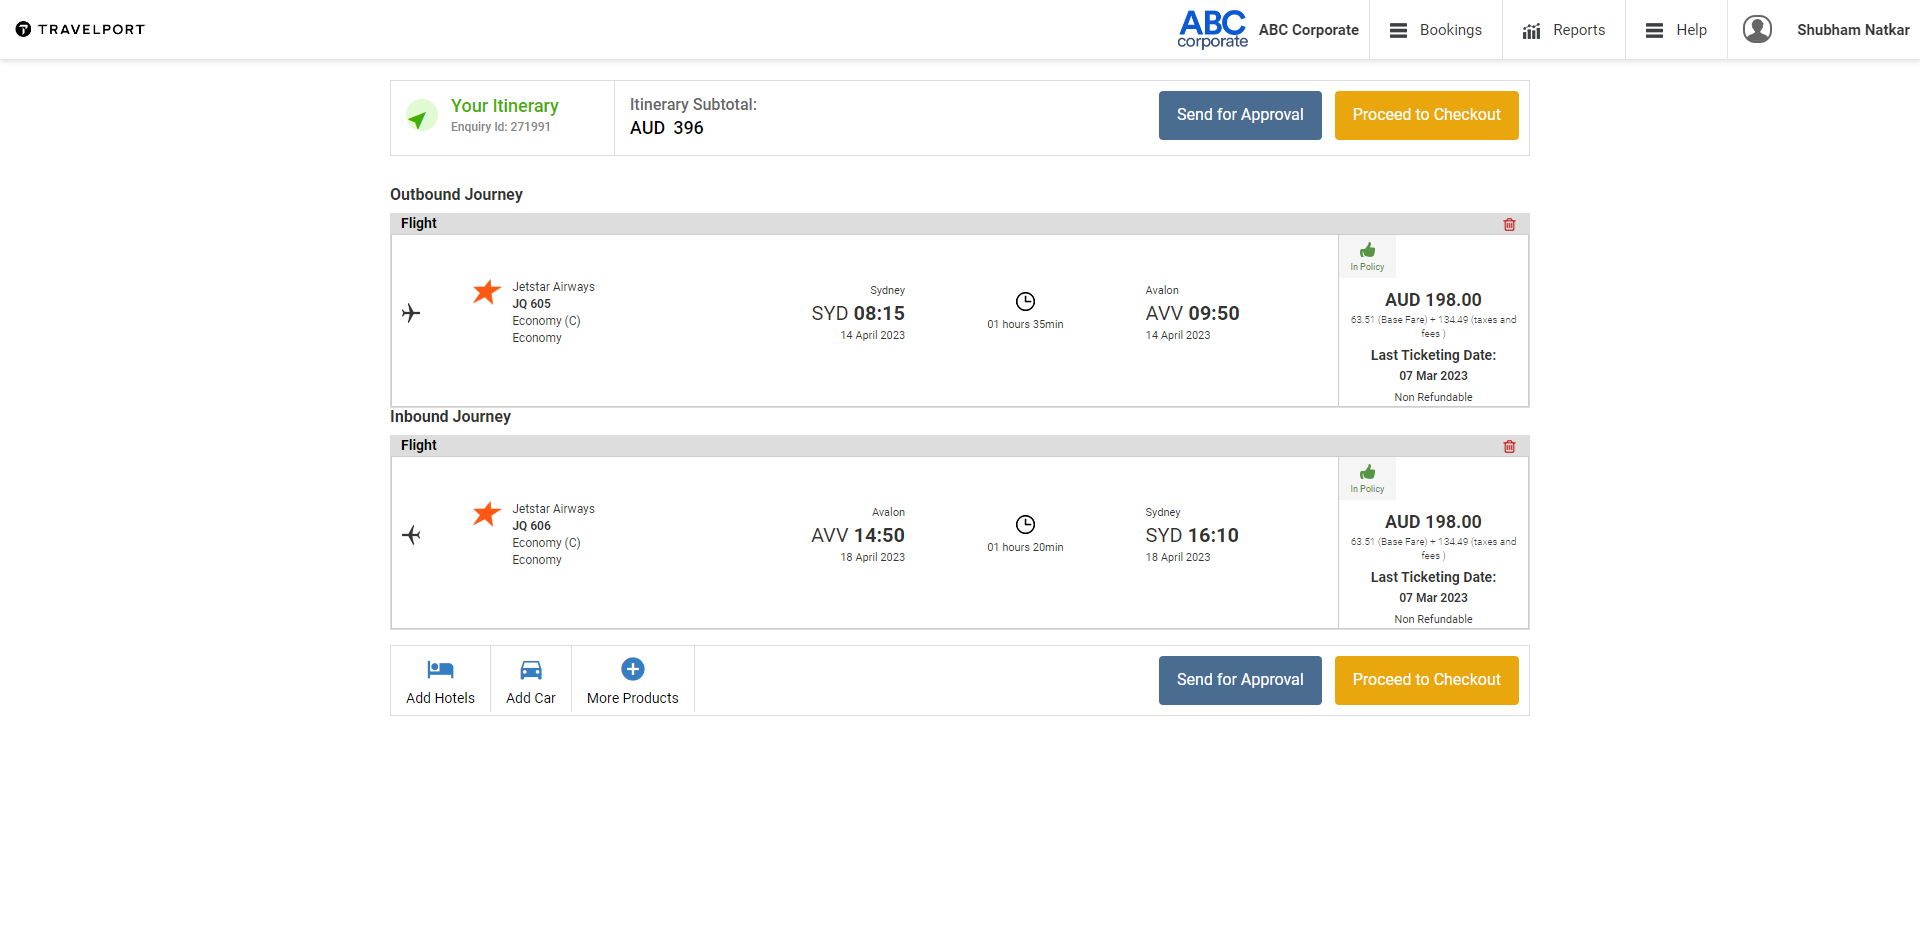 TRAVELPORT
ABC
corporate
ABC Corporate
Bookings
Reports
Help
Shubham Natkar
Your Itinerary
Enquiry Id: 271991
Itinerary Subtotal:
AUD 396
Send for Approval
Proceed to Checkout
Outbound Journey
Flight
Jetstar Airways
JQ 605
Economy (C)
Economy
Sydney
SYD 08:15
14 April 2023
01 hours 35min
Avalon
AVV 09:50
14 April 2023
In Policy
AUD 198.00
63.51 (Base Fare) + 134.49 (taxes and
fees )
Last Ticketing Date:
07 Mar 2023
Non Refundable
Inbound Journey
Flight
Jetstar Airways
JQ 606
Economy (C)
Economy
Avalon
AVV 14:50
18 April 2023
01 hours 20min
Sydney
SYD 16:10
18 April 2023
In Policy
AUD 198.00
63.51 (Base Fare) + 134.49 (taxes and
fees )
Last Ticketing Date:
07 Mar 2023
Non Refundable
Add Hotels
Add Car
More Products
Send for Approval
Proceed to Checkout